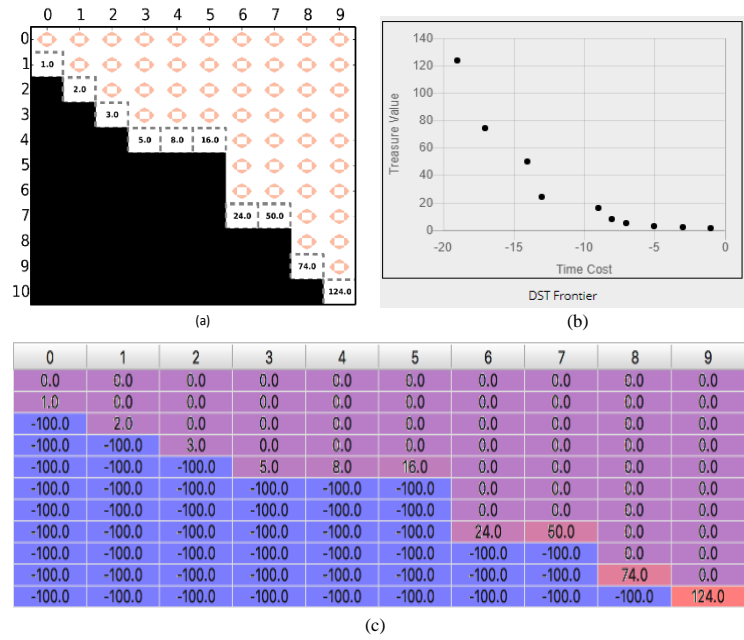 0 1 2 3 4 5 6 7 8 9
0
1 1.0
2 2.0
3 3.0
4 5.0 8.0 16.0
5
6
7 24.0 50.0
8
9 74.0
10 124.0
(a)
140
120
100
80
60
40
20
0
Treasure Value
-20 -15 -10 -5 0
Time Cost
DST Frontier
(b)
0 1 2 3 4 5 6 7 8 9
0.0 0.0 0.0 0.0 0.0 0.0 0.0 0.0 0.0 0.0
1.0 0.0 0.0 0.0 0.0 0.0 0.0 0.0 0.0 0.0
-100.0 2.0 0.0 0.0 0.0 0.0 0.0 0.0 0.0 0.0
-100.0 -100.0 3.0 0.0 0.0 0.0 0.0 0.0 0.0 0.0
-100.0 -100.0 -100.0 5.0 8.0 16.0 0.0 0.0 0.0 0.0
-100.0 -100.0 -100.0 -100.0 -100.0 -100.0 0.0 0.0 0.0 0.0
-100.0 -100.0 -100.0 -100.0 -100.0 -100.0 0.0 0.0 0.0 0.0
-100.0 -100.0 -100.0 -100.0 -100.0 -100.0 24.0 50.0 0.0 0.0
-100.0 -100.0 -100.0 -100.0 -100.0 -100.0 -100.0 -100.0 0.0 0.0
-100.0 -100.0 -100.0 -100.0 -100.0 -100.0 -100.0 -100.0 74.0 0.0
-100.0 -100.0 -100.0 -100.0 -100.0 -100.0 -100.0 -100.0 -100.0 124.0
(c)